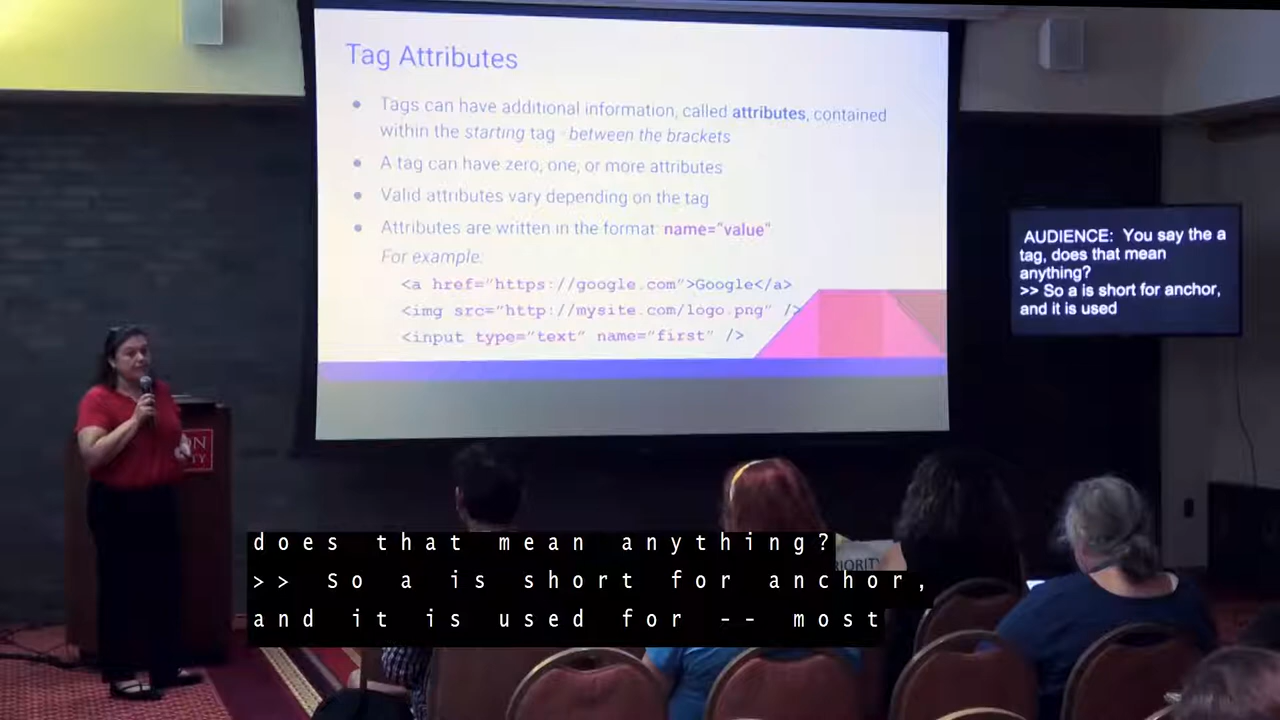 Tag Attributes
• Tags can have additional information, called attributes, contained
within the starting tag - between the brackets
• A tag can have zero, one, or more attributes
• Valid attributes vary depending on the tag
• Attributes are written in the format: name="value"
For example:
<a href="https://google.com">Google</a>
<img src="http://mysite.com/logo.png" />
<input type="text" name="first" />
AUDIENCE: You say the a
tag, does that mean
anything?
>> So a is short for anchor,
and it is used
does that mean anything?
>> So a is short for anchor,
and it is used for -- most